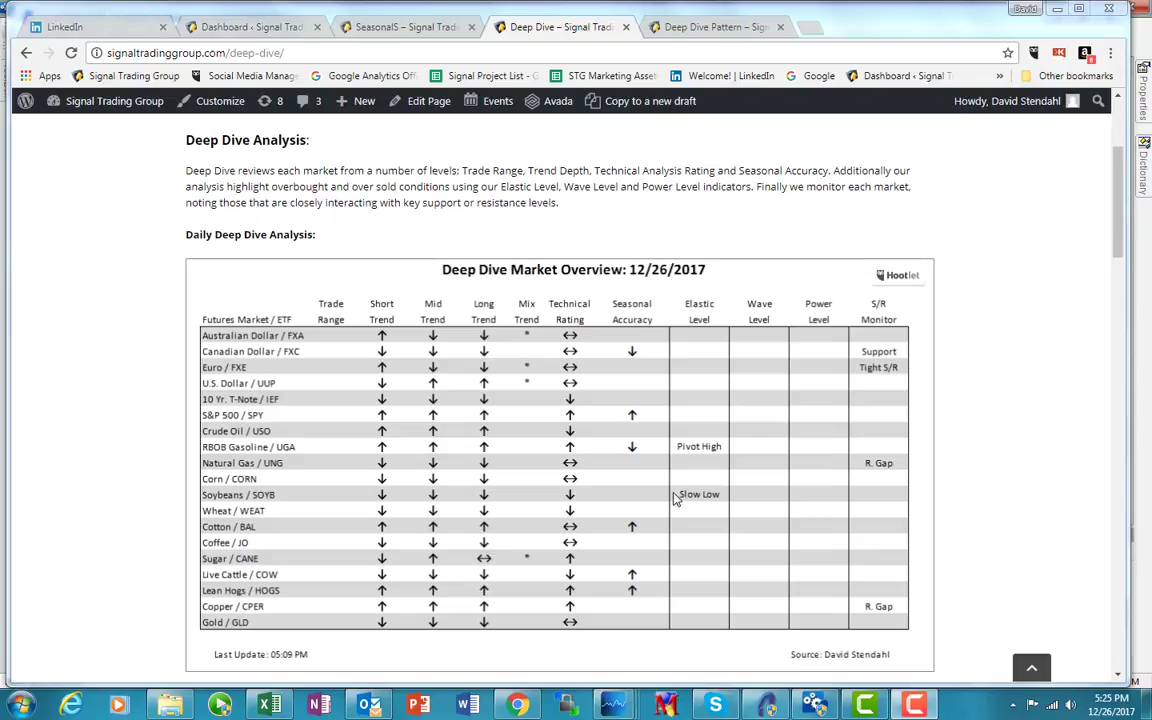 David
LinkedIn
Dashboard ‹ Signal Trad
SeasonalS – Signal Tradi
Deep Dive – Signal Tradi
Deep Dive Pattern – Sign
signaltradinggroup.com/deep-dive/
Apps
Signal Trading Group
Social Media Manage
Google Analytics Offi
Signal Project List - G
STG Marketing Asset
Welcome! | LinkedIn
Google
Dashboard ‹ Signal T
»
Other bookmarks
Signal Trading Group
Customize
8
3
New
Edit Page
Events
Avada
Copy to a new draft
Howdy, David Stendahl
Properties
Dictionary
Deep Dive Analysis:
Deep Dive reviews each market from a number of levels; Trade Range, Trend Depth, Technical Analysis Rating and Seasonal Accuracy. Additionally our
analysis highlight overbought and over sold conditions using our Elastic Level, Wave Level and Power Level indicators. Finally we monitor each market,
noting those that are closely interacting with key support or resistance levels.
Daily Deep Dive Analysis:
Deep Dive Market Overview: 12/26/2017
Hootlet
Trade Short Mid Long Mix Technical Seasonal Elastic Wave Power S/R
Futures Market / ETF Range Trend Trend Trend Trend Rating Accuracy Level Level Level Monitor
Australian Dollar / FXA ↑ ↓ ↓ * ↔
Canadian Dollar / FXC ↓ ↓ ↓ ↔ ↓ Support
Euro / FXE ↑ ↓ ↓ * ↔ Tight S/R
U.S. Dollar / UUP ↓ ↑ ↑ * ↔
10 Yr. T-Note / IEF ↓ ↓ ↓ ↓
S&P 500 / SPY ↑ ↑ ↑ ↓ ↑
Crude Oil / USO ↑ ↑ ↑ ↓
RBOB Gasoline / UGA ↑ ↑ ↑ ↑ ↓ Pivot High
Natural Gas / UNG ↓ ↓ ↓ ↔ R. Gap
Corn / CORN ↓ ↓ ↓ ↔
Soybeans / SOYB ↓ ↓ ↓ ↓ Slow Low
Wheat / WEAT ↓ ↓ ↓ ↓
Cotton / BAL ↑ ↑ ↑ ↔ ↑
Coffee / JO ↓ ↓ ↓ ↔
Sugar / CANE ↓ ↑ ↔ * ↑
Live Cattle / COW ↓ ↓ ↓ ↓ ↑
Lean Hogs / HOGS ↑ ↑ ↑ ↑ ↑
Copper / CPER ↑ ↑ ↑ ↑ R. Gap
Gold / GLD ↓ ↓ ↓ ↔
Last Update: 05:09 PM
Source: David Stendahl
5:25 PM
12/26/2017